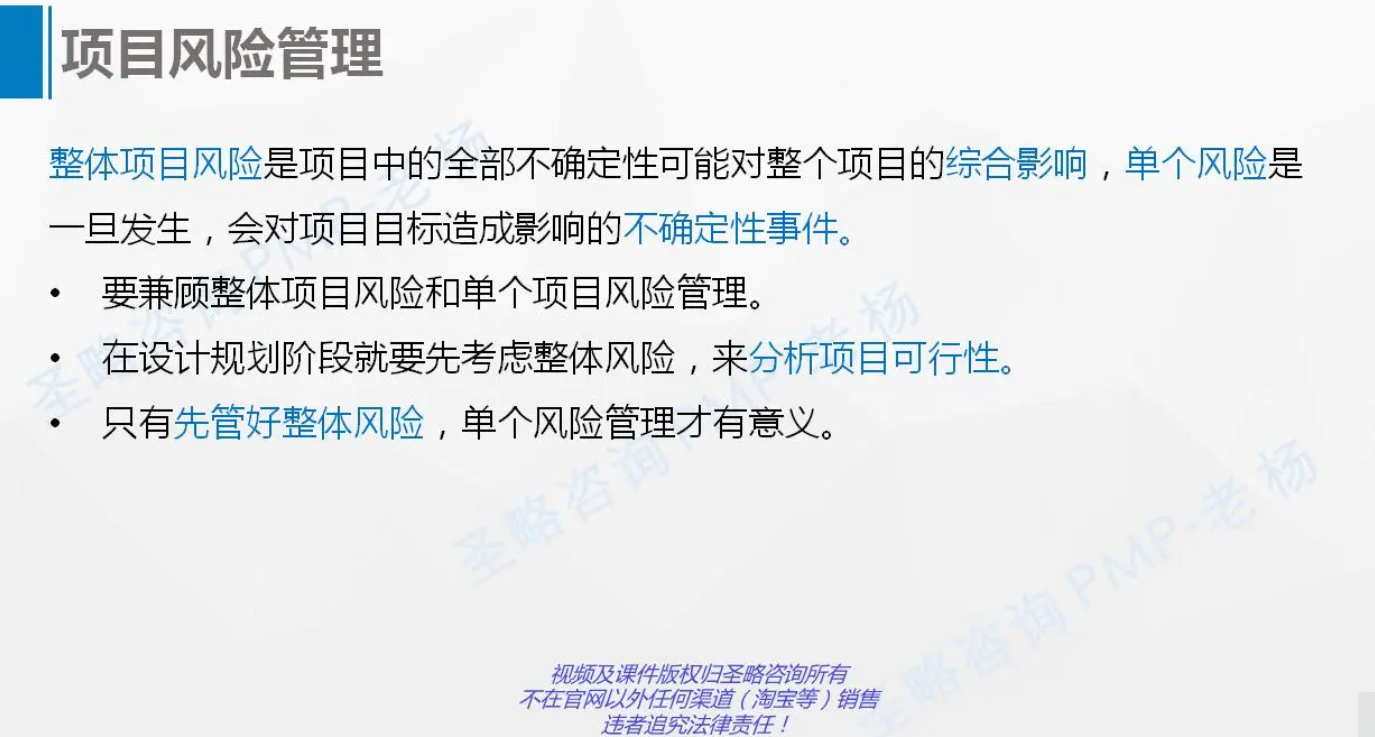 项目风险管理
整体项目风险是项目中的全部不确定性可能对整个项目的综合影响，单个风险是
一旦发生，会对项目目标造成影响的不确定性事件。
• 要兼顾整体项目风险和单个项目风险管理。
• 在设计规划阶段就要先考虑整体风险，来分析项目可行性。
• 只有先管好整体风险，单个风险管理才有意义。
圣略咨询PMP-老杨
圣略咨询PMP-老杨
圣略咨询PMP-老杨
视频及课件版权归圣略咨询所有
不在官网以外任何渠道（淘宝等）销售
违者追究法律责任！